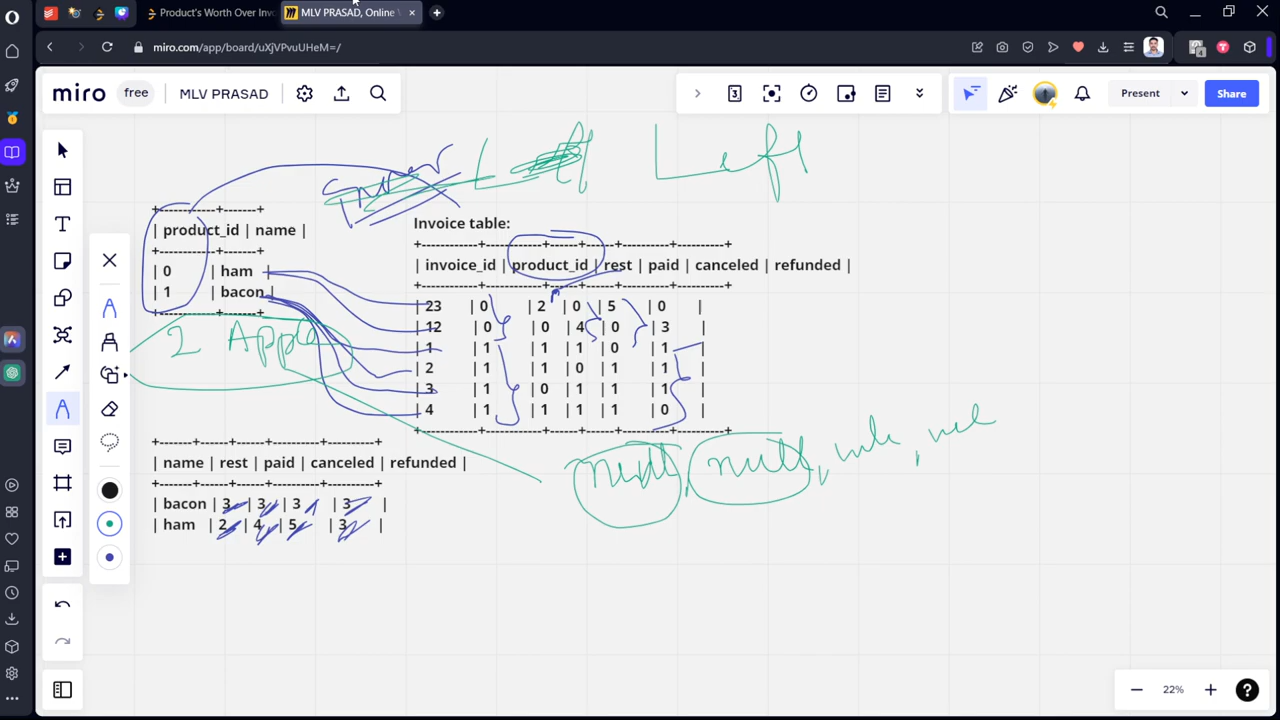 Product's Worth Over Invo
MLV PRASAD, Online W
miro.com/app/board/uXjVPvuUHeM=/
miro free MLV PRASAD
Present Share
Left
+------------+-------+
| product_id | name |
+------------+-------+
| 0 | ham |
| 1 | bacon |
+------------+-------+
2 Apple
Invoice table:
+------------+------------+------+------+----------+----------+
| invoice_id | product_id | rest | paid | canceled | refunded |
+------------+------------+------+------+----------+----------+
| 23 | 0 | 2 | 0 | 5 | 0 |
| 12 | 0 | 0 | 4 | 0 | 3 |
| 1 | 1 | 1 | 1 | 0 | 1 |
| 2 | 1 | 1 | 0 | 1 | 1 |
| 3 | 1 | 0 | 1 | 1 | 1 |
| 4 | 1 | 1 | 1 | 1 | 0 |
+------------+------------+------+------+----------+----------+
null, null,
+-------+------+------+----------+----------+
| name | rest | paid | canceled | refunded |
+-------+------+------+----------+----------+
| bacon | 3 | 3 | 3 | 3 |
| ham | 2 | 4 | 5 | 3 |
22%